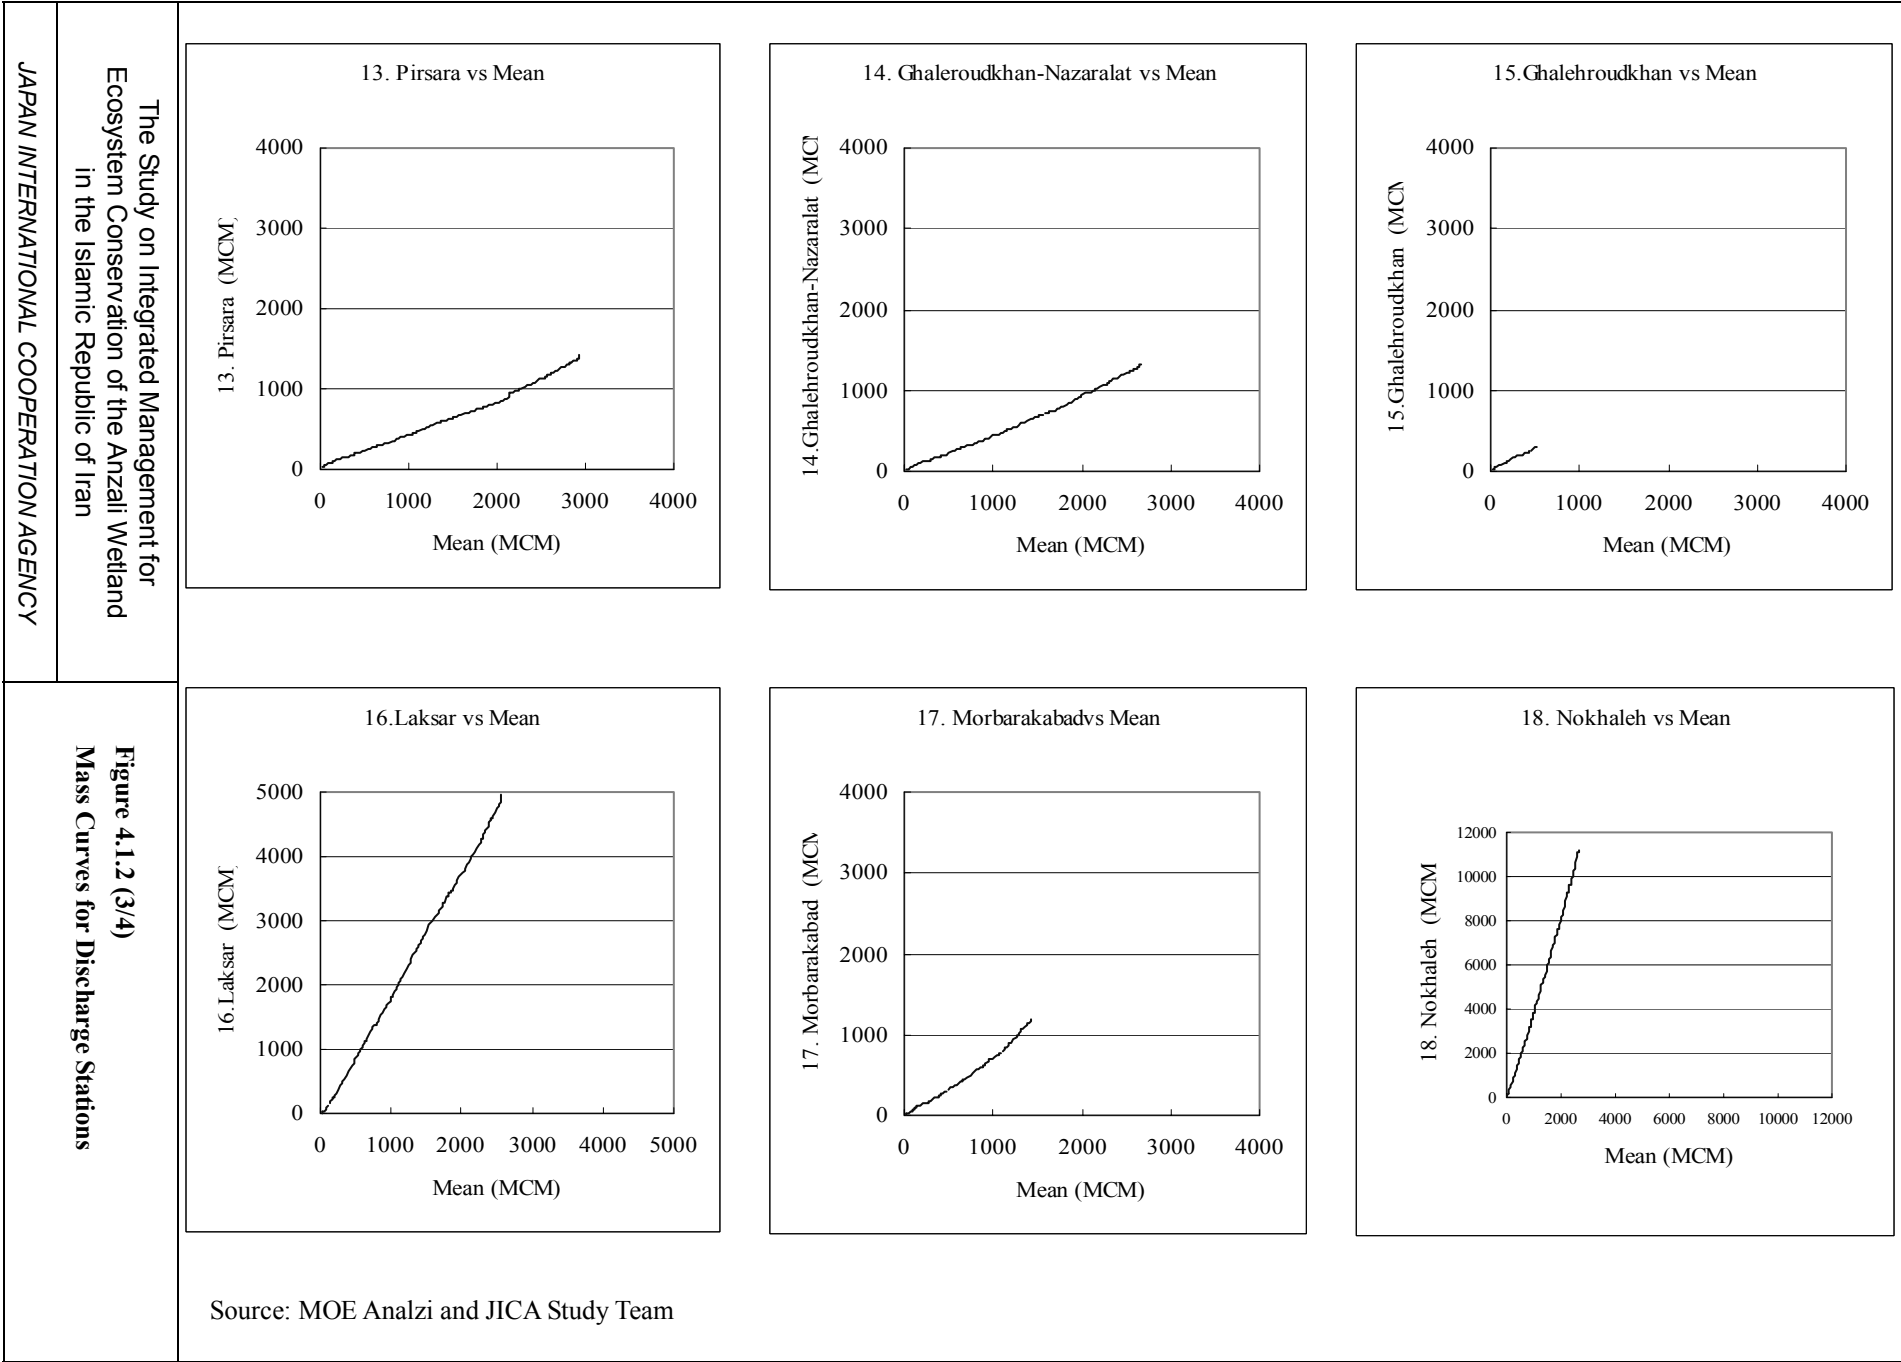 The Study on Integrated Management for
Ecosystem Conservation of the Anzali Wetland
in the Islamic Republic of Iran
JAPAN INTERNATIONAL COOPERATION AGENCY
Figure 4.1.2 (3/4)
Mass Curves for Discharge Stations
13. Pirsara vs Mean
13. Pirsara (MCM)
4000
3000
2000
1000
0
0 1000 2000 3000 4000
Mean (MCM)
14. Ghaleroudkhan-Nazaralat vs Mean
14.Ghalehroudkhan-Nazaralat (MCM
4000
3000
2000
1000
0
0 1000 2000 3000 4000
Mean (MCM)
15.Ghalehroudkhan vs Mean
15.Ghalehroudkhan (MCM
4000
3000
2000
1000
0
0 1000 2000 3000 4000
Mean (MCM)
16.Laksar vs Mean
16.Laksar (MCM)
5000
4000
3000
2000
1000
0
0 1000 2000 3000 4000 5000
Mean (MCM)
17. Morbarakabadvs Mean
17. Morbarakabad (MCM
4000
3000
2000
1000
0
0 1000 2000 3000 4000
Mean (MCM)
18. Nokhaleh vs Mean
18. Nokhaleh (MCM
12000
10000
8000
6000
4000
2000
0
0 2000 4000 6000 8000 10000 12000
Mean (MCM)
Source: MOE Analzi and JICA Study Team